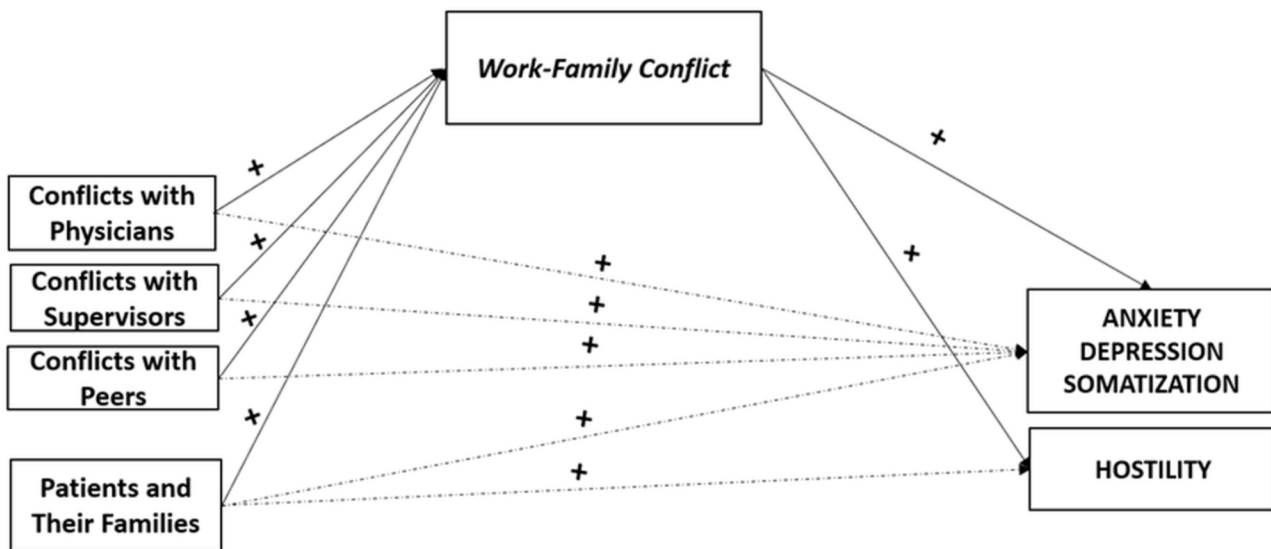 Work-Family Conflict
+
+
Conflicts with
Physicians
+
+
+
Conflicts with
Supervisors
+
+
+
Conflicts with
Peers
+
+
+
Patients and
Their Families
ANXIETY
DEPRESSION
SOMATIZATION
HOSTILITY